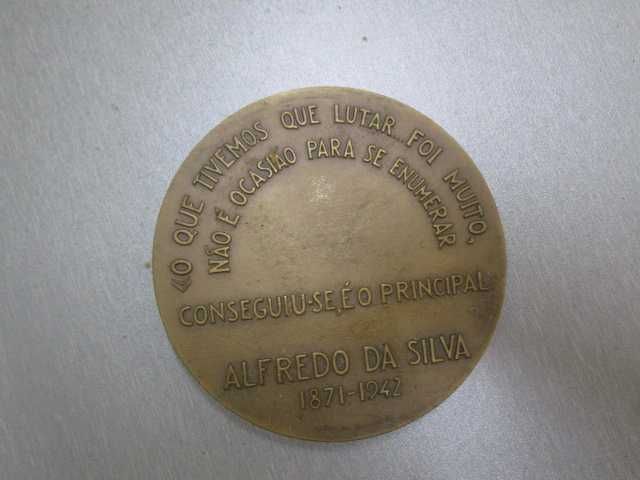 «O QUE TIVEMOS QUE LUTAR FOI MUITO,
NÃO É OCASIÃO PARA SE ENUMERAR
CONSEGUIU-SE, É O PRINCIPAL
ALFREDO DA SILVA
1871-1942